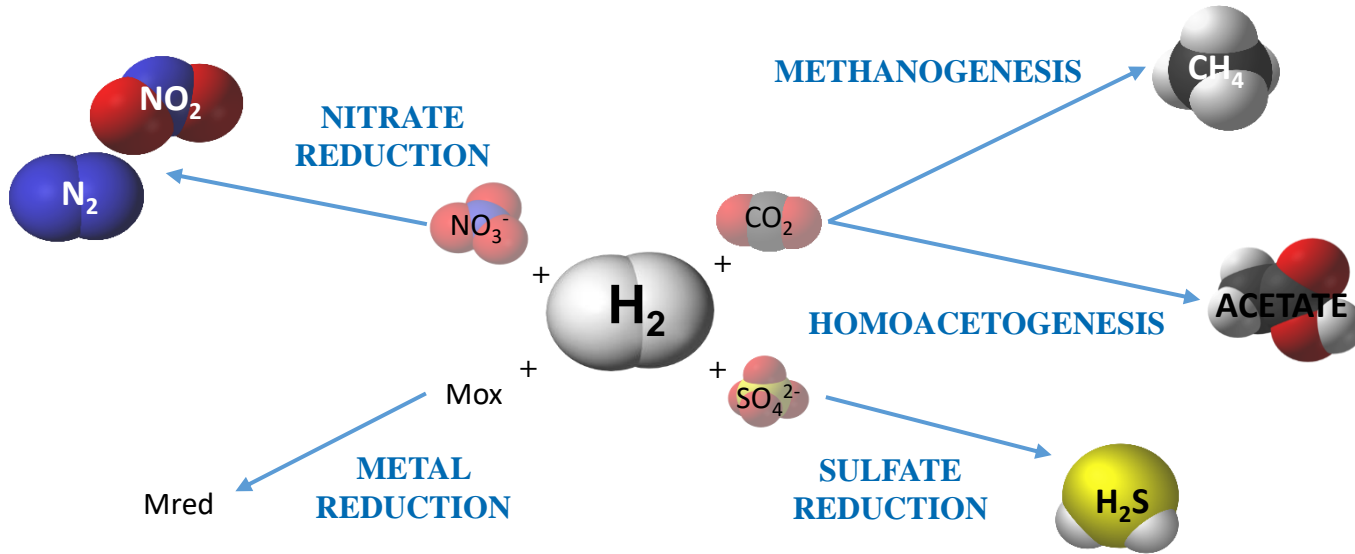 METHANOGENESIS
CH₄
NO₂
NITRATE
REDUCTION
N₂
NO₃⁻
CO₂
+
+
H₂
ACETATE
HOMOACETOGENESIS
+
+
Mox
SO₄²⁻
METAL
REDUCTION
Mred
SULFATE
REDUCTION
H₂S